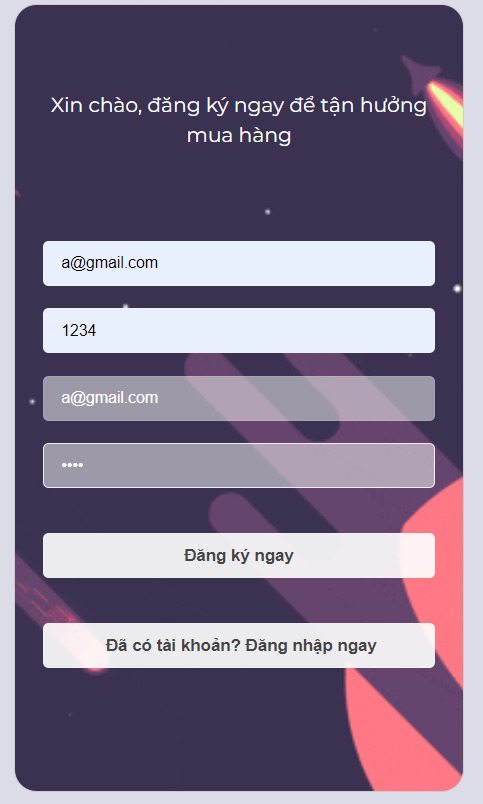 Xin chào, đăng ký ngay để tận hưởng
mua hàng
a@gmail.com
1234
a@gmail.com
••••
Đăng ký ngay
Đã có tài khoản? Đăng nhập ngay